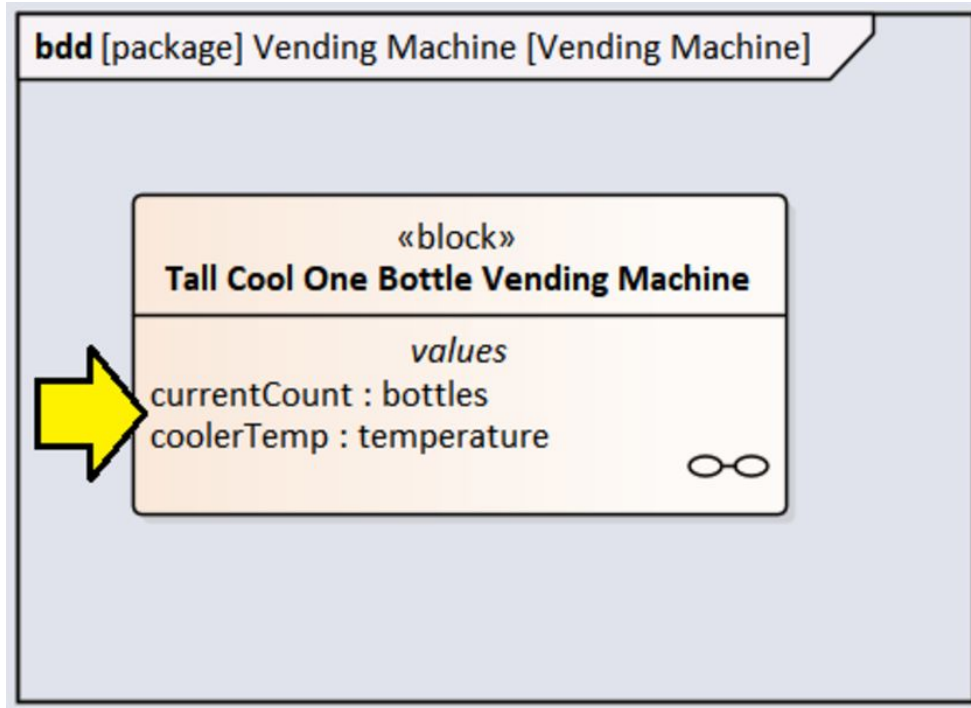 bdd [package] Vending Machine [Vending Machine]
«block»
Tall Cool One Bottle Vending Machine
values
currentCount : bottles
coolerTemp : temperature